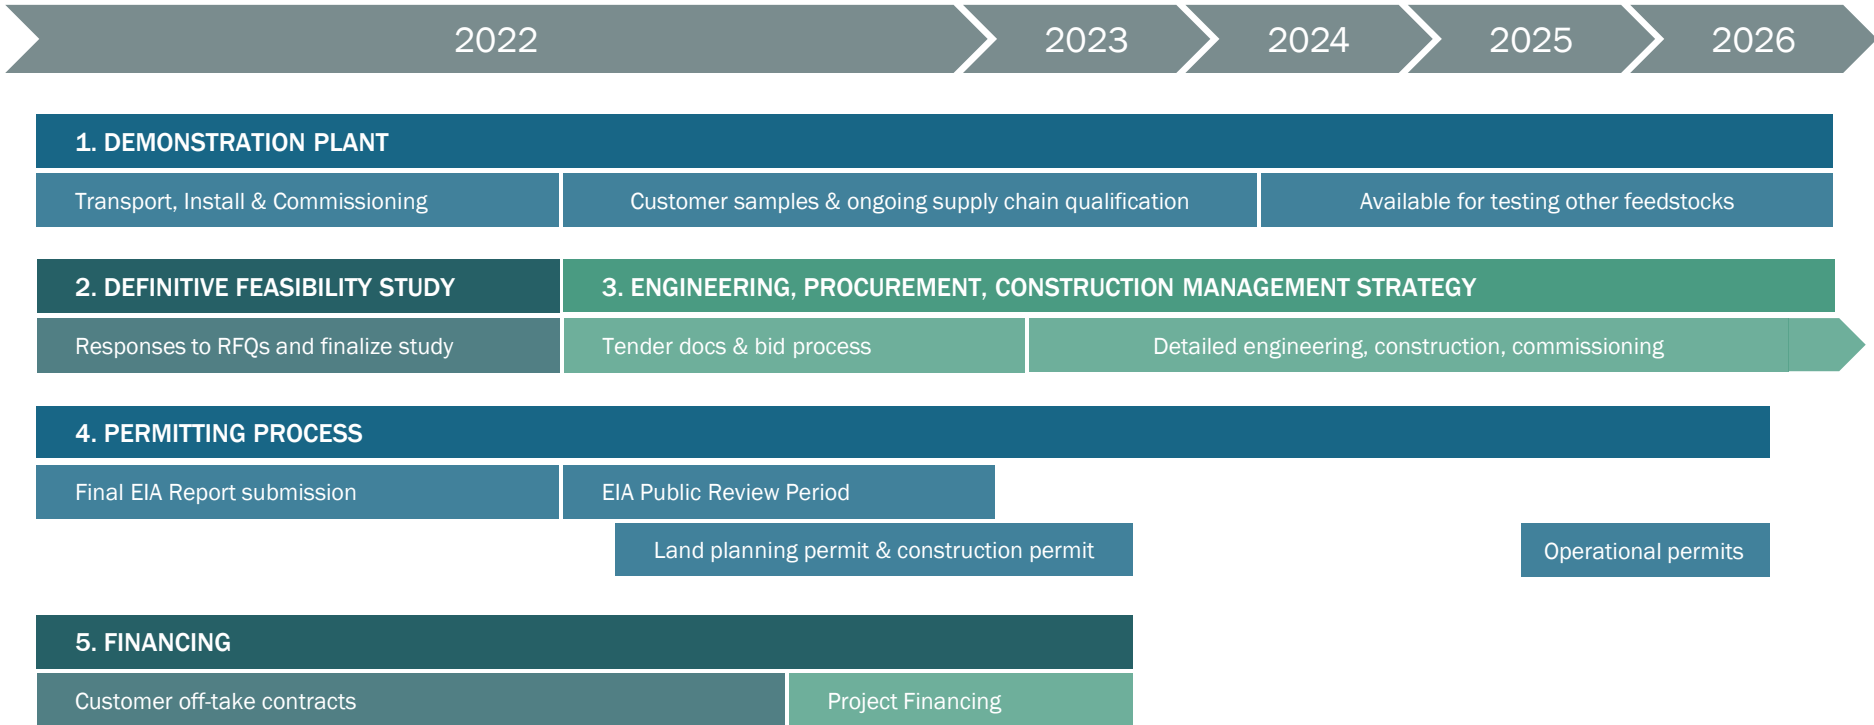 2022
2023
2024
2025
2026
1. DEMONSTRATION PLANT
Transport, Install & Commissioning
Customer samples & ongoing supply chain qualification
Available for testing other feedstocks
2. DEFINITIVE FEASIBILITY STUDY
3. ENGINEERING, PROCUREMENT, CONSTRUCTION MANAGEMENT STRATEGY
Responses to RFQs and finalize study
Tender docs & bid process
Detailed engineering, construction, commissioning
4. PERMITTING PROCESS
Final EIA Report submission
EIA Public Review Period
Land planning permit & construction permit
Operational permits
5. FINANCING
Customer off-take contracts
Project Financing